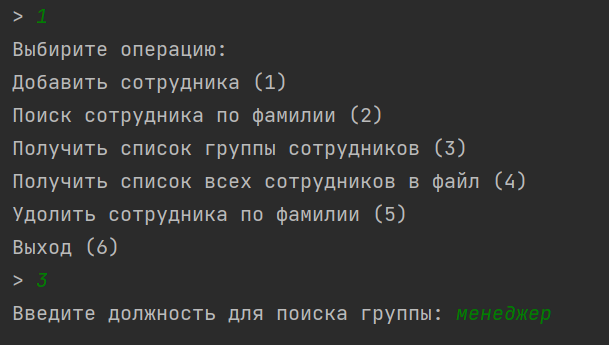 > 1
Выбирите операцию:
Добавить сотрудника (1)
Поиск сотрудника по фамилии (2)
Получить список группы сотрудников (3)
Получить список всех сотрудников в файл (4)
Удолить сотрудника по фамилии (5)
Выход (6)
> 3
Введите должность для поиска группы: менеджер